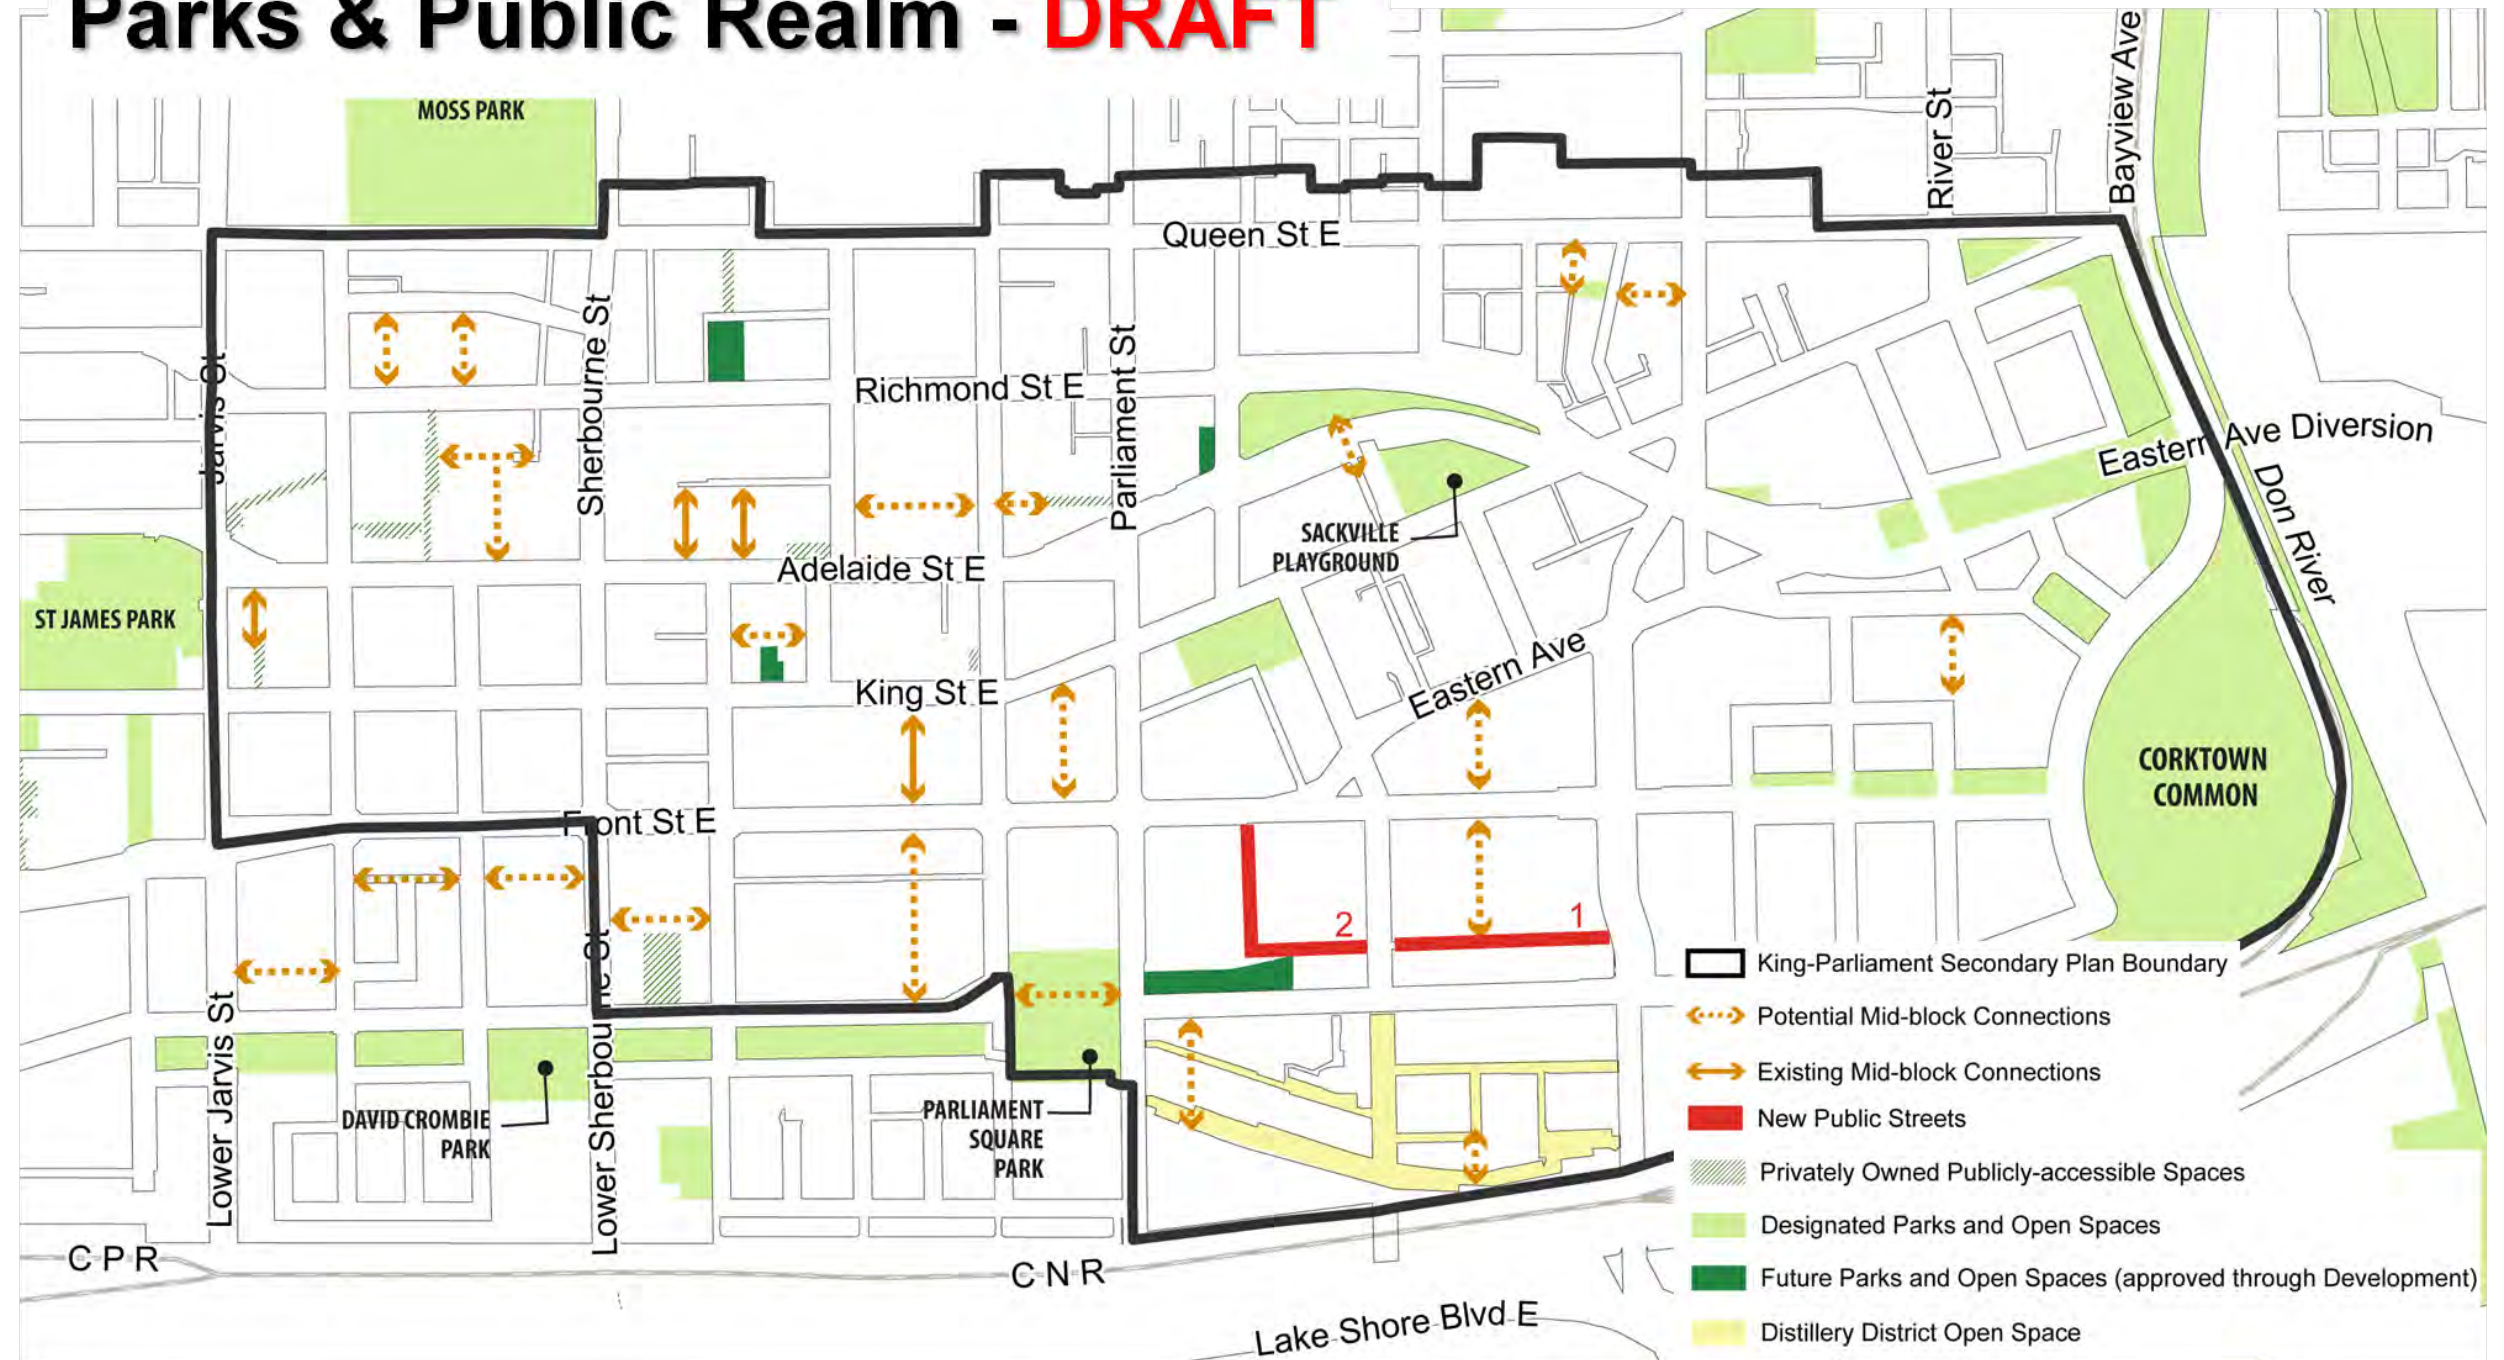 Parks & Public Realm - DRAFT
MOSS PARK
River St
Bayview Ave
Queen St E
Jarvis St
Sherbourne St
Parliament St
Richmond St E
Eastern Ave Diversion
Don River
SACKVILLE
PLAYGROUND
Adelaide St E
ST JAMES PARK
King St E
Eastern Ave
CORKTOWN
COMMON
Front St E
2
1
Lower Jarvis St
Lower Sherbourne St
DAVID CROMBIE
PARK
PARLIAMENT
SQUARE
PARK
C P R
C N R
Lake Shore Blvd E
King-Parliament Secondary Plan Boundary
Potential Mid-block Connections
Existing Mid-block Connections
New Public Streets
Privately Owned Publicly-accessible Spaces
Designated Parks and Open Spaces
Future Parks and Open Spaces (approved through Development)
Distillery District Open Space